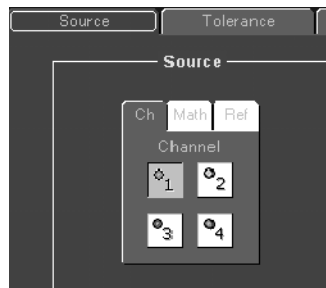 Source Tolerance
Source
Ch Math Ref
Channel
1 2
3 4